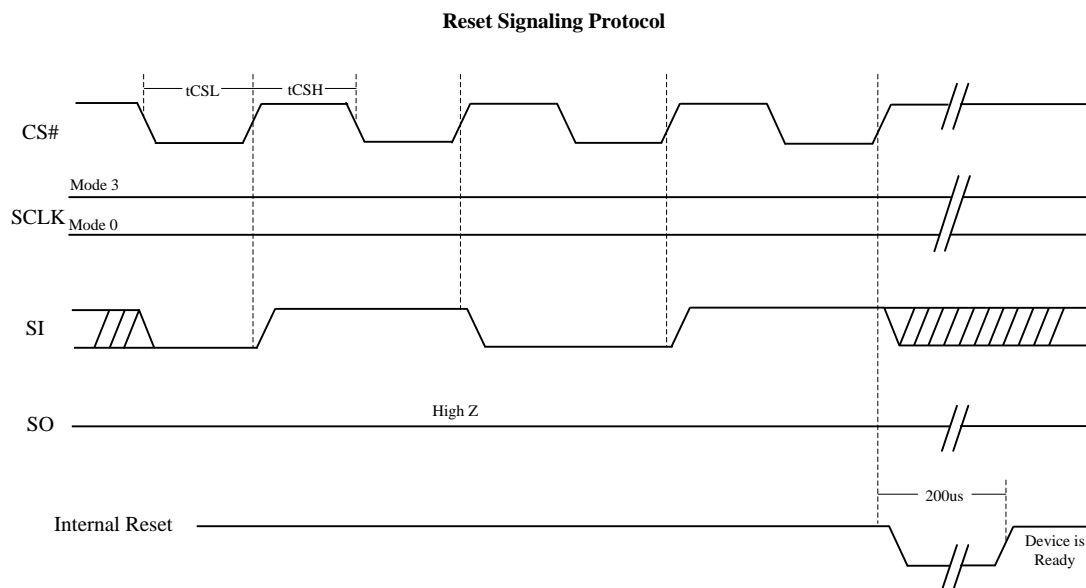 Reset Signaling Protocol
tCSL
tCSH
CS#
Mode 3
SCLK
Mode 0
SI
High Z
SO
200us
Internal Reset
Device is
Ready